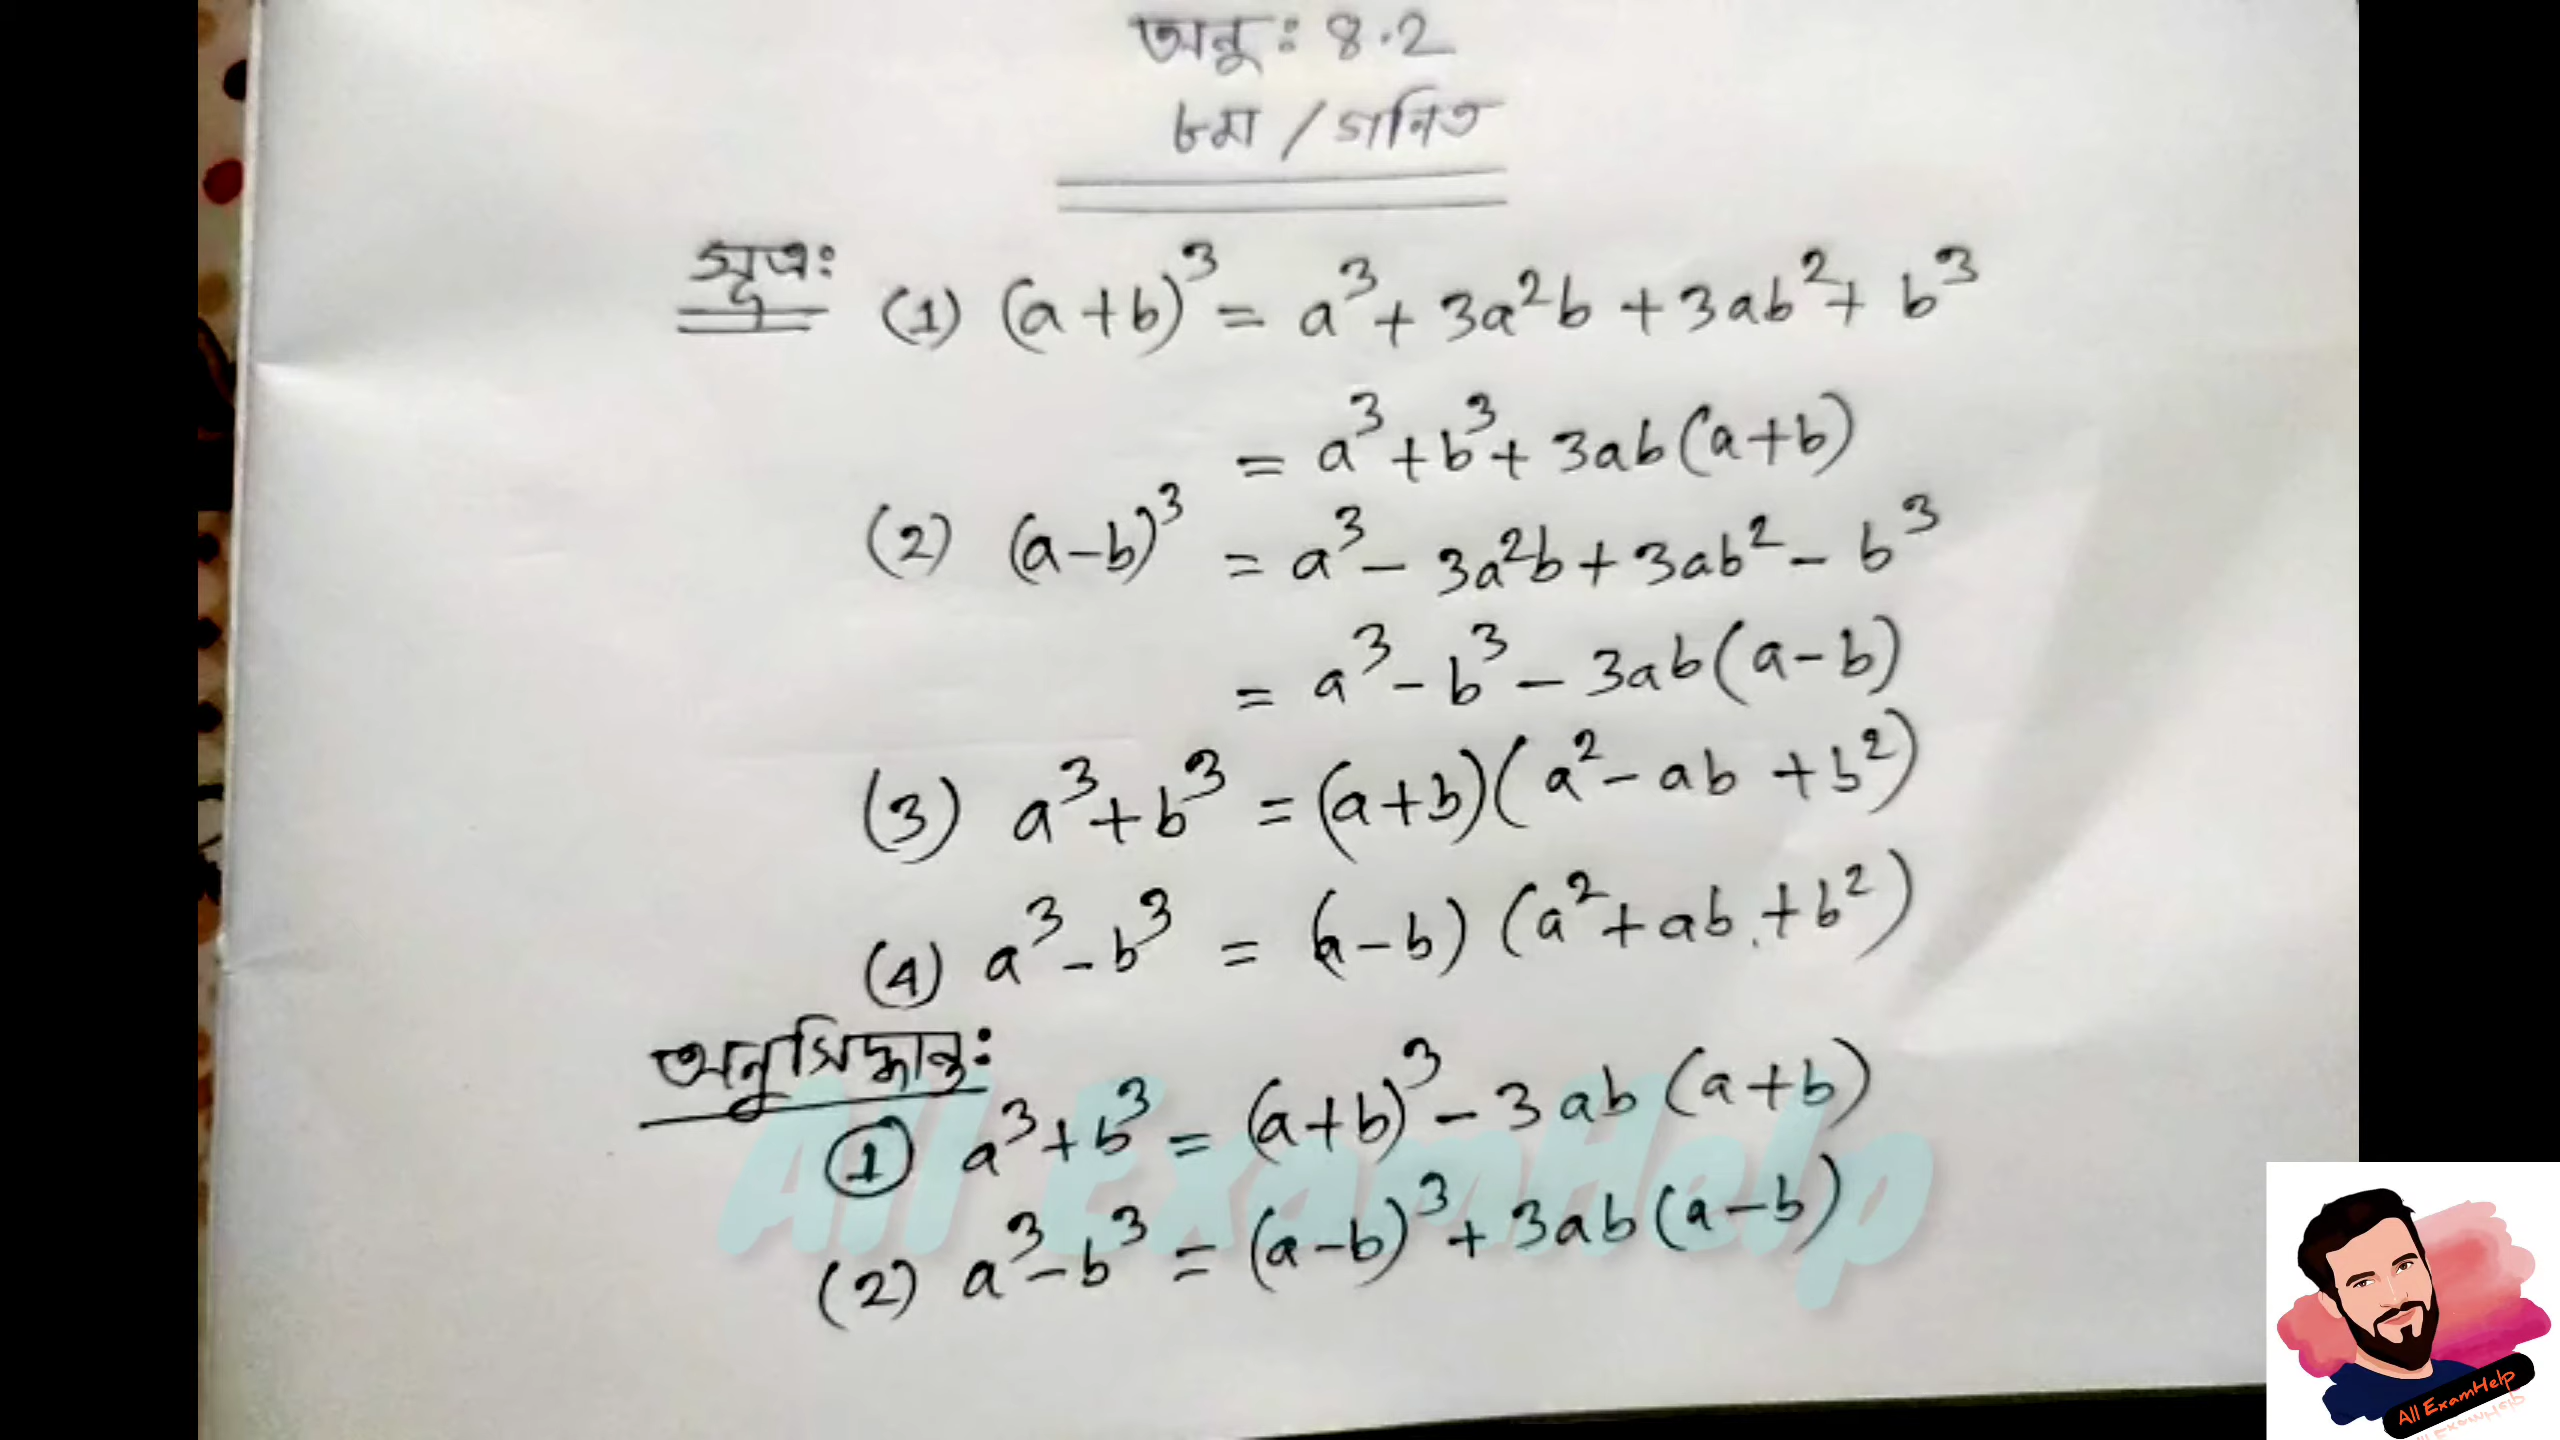 অনু: ৪.2
৮ম / গনিত
সূত্র: (1) (a+b)³ = a³ + 3a²b + 3ab² + b³
= a³ + b³ + 3ab(a+b)
(2) (a-b)³ = a³ - 3a²b + 3ab² - b³
= a³ - b³ - 3ab(a-b)
(3) a³+b³ = (a+b)(a² - ab + b²)
(4) a³-b³ = (a-b) (a²+ab+b²)
অনুসিদ্ধান্ত:
① a³+b³ = (a+b)³ - 3ab (a+b)
(2) a³-b³ = (a-b)³ + 3ab(a-b)
All ExamHelp
All ExamHelp